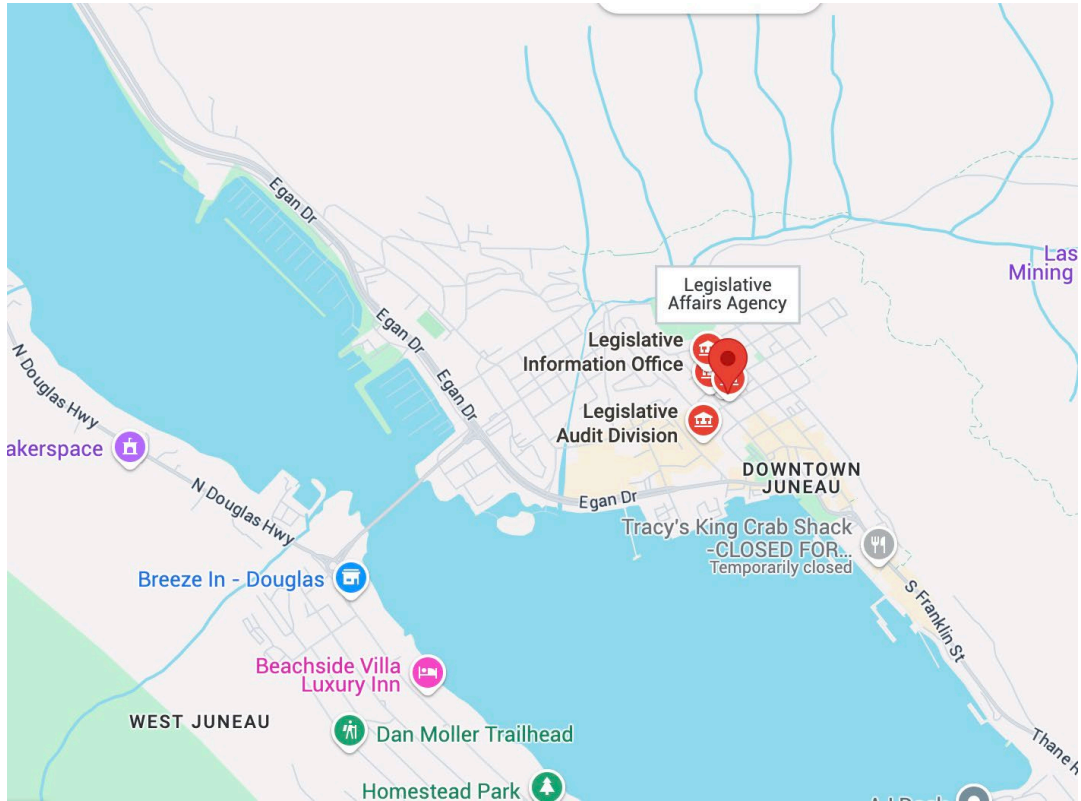 Egan Dr
Las
Mining
Legislative
Affairs Agency
Egan Dr
Legislative
Information Office
N Douglas Hwy
Egan Dr
Legislative
Audit Division
akerspace
DOWNTOWN
JUNEAU
N Douglas Hwy
Egan Dr
Tracy's King Crab Shack
-CLOSED FOR...
Temporarily closed
Breeze In - Douglas
S Franklin St
Beachside Villa
Luxury Inn
WEST JUNEAU
Dan Moller Trailhead
Thane R
Homestead Park